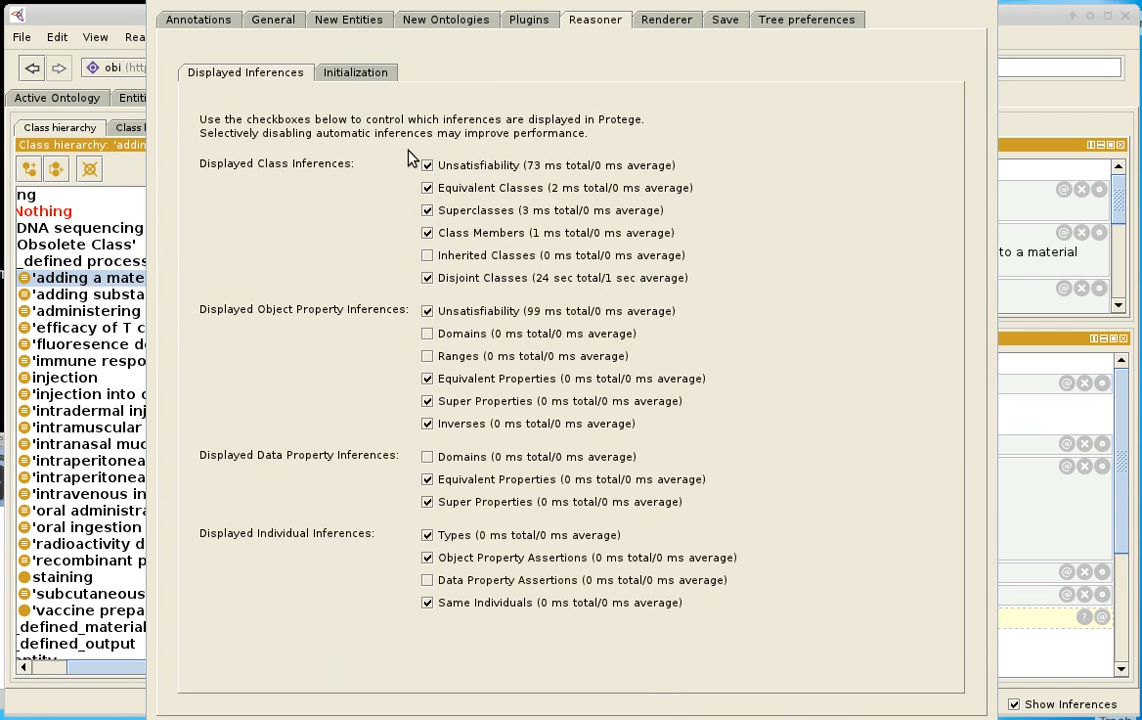 Annotations General New Entities New Ontologies Plugins Reasoner Renderer Save Tree preferences
File Edit View Rea
obi (htt
Active Ontology Entiti
Displayed Inferences Initialization
Class hierarchy Class h
Class hierarchy: 'addin
Use the checkboxes below to control which inferences are displayed in Protege.
Selectively disabling automatic inferences may improve performance.
Displayed Class Inferences:
Unsatisfiability (73 ms total/0 ms average)
Equivalent Classes (2 ms total/0 ms average)
Superclasses (3 ms total/0 ms average)
Class Members (1 ms total/0 ms average)
Inherited Classes (0 ms total/0 ms average)
Disjoint Classes (24 sec total/1 sec average)
Displayed Object Property Inferences:
Unsatisfiability (99 ms total/0 ms average)
Domains (0 ms total/0 ms average)
Ranges (0 ms total/0 ms average)
Equivalent Properties (0 ms total/0 ms average)
Super Properties (0 ms total/0 ms average)
Inverses (0 ms total/0 ms average)
Displayed Data Property Inferences:
Domains (0 ms total/0 ms average)
Equivalent Properties (0 ms total/0 ms average)
Super Properties (0 ms total/0 ms average)
Displayed Individual Inferences:
Types (0 ms total/0 ms average)
Object Property Assertions (0 ms total/0 ms average)
Data Property Assertions (0 ms total/0 ms average)
Same Individuals (0 ms total/0 ms average)
ng
Nothing
DNA sequencing
Obsolete Class'
_defined process
'adding a mate
'adding substa
'administering
'efficacy of T c
'fluoresence de
'immune respo
injection
'injection into c
'intradermal inj
'intramuscular
'intranasal muc
'intraperitonea
'intraperitonea
'intravenous in
'oral administra
'oral ingestion
'radioactivity d
'recombinant p
staining
'subcutaneous
'vaccine prepa
_defined_material
_defined_output
to a material
Show Inferences